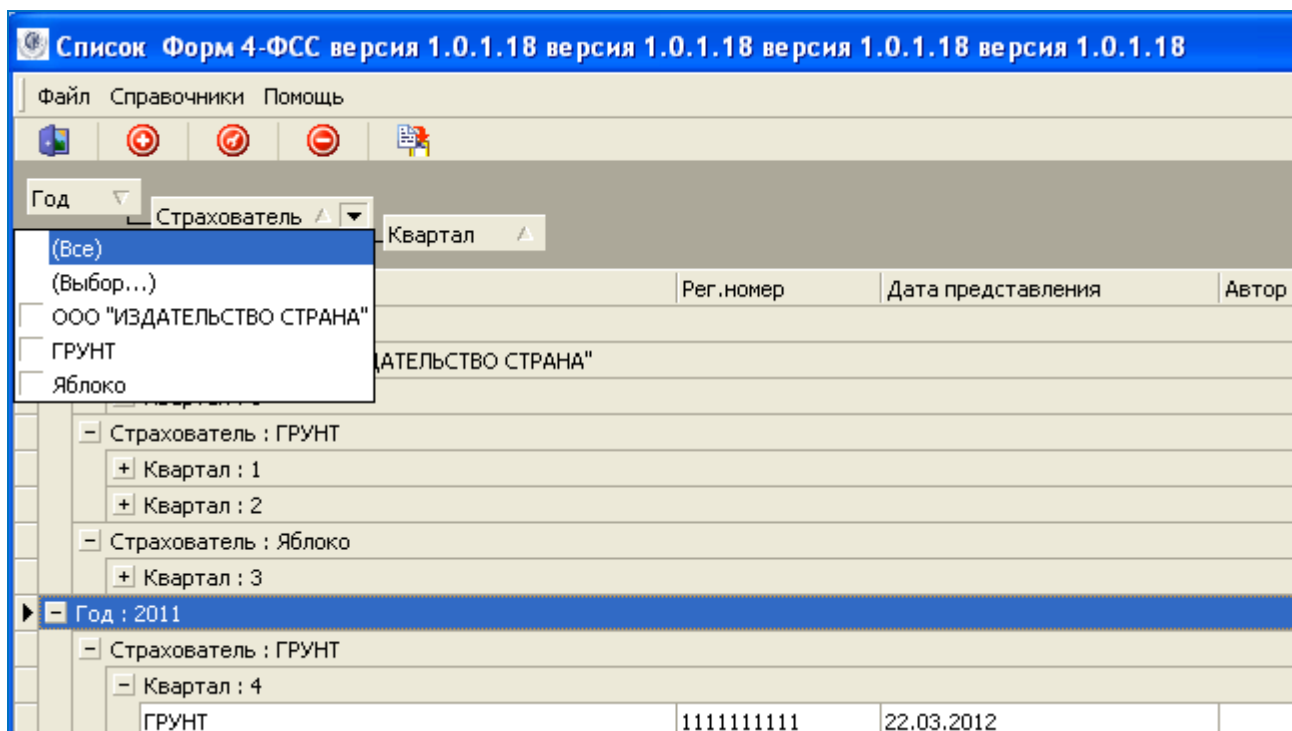 Список Форм 4-ФСС версия 1.0.1.18 версия 1.0.1.18 версия 1.0.1.18 версия 1.0.1.18
Файл Справочники Помощь
Год
Страхователь
Квартал
(Все)
(Выбор...)
Рег.номер Дата представления Автор
ООО "ИЗДАТЕЛЬСТВО СТРАНА"
ГРУНТ
ДАТЕЛЬСТВО СТРАНА"
Яблоко
Страхователь : ГРУНТ
Квартал : 1
Квартал : 2
Страхователь : Яблоко
Квартал : 3
Год : 2011
Страхователь : ГРУНТ
Квартал : 4
ГРУНТ 1111111111 22.03.2012